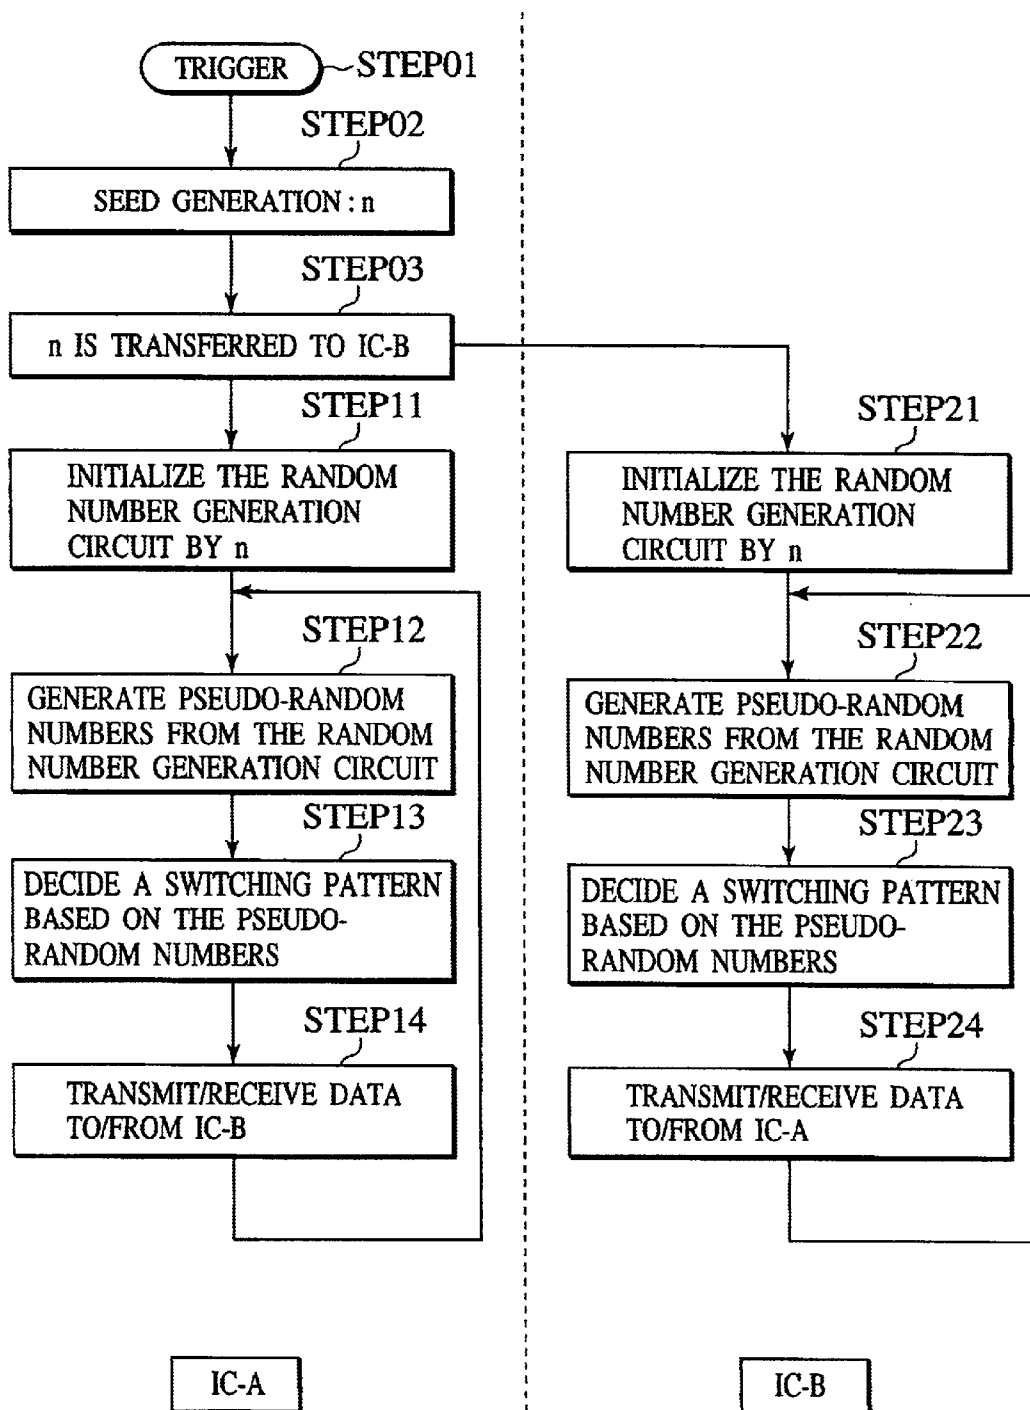 TRIGGER
STEP01
STEP02
SEED GENERATION : n
STEP03
n IS TRANSFERRED TO IC-B
STEP11
INITIALIZE THE RANDOM
NUMBER GENERATION
CIRCUIT BY n
STEP12
GENERATE PSEUDO-RANDOM
NUMBERS FROM THE RANDOM
NUMBER GENERATION CIRCUIT
STEP13
DECIDE A SWITCHING PATTERN
BASED ON THE PSEUDO-
RANDOM NUMBERS
STEP14
TRANSMIT/RECEIVE DATA
TO/FROM IC-B
IC-A
STEP21
INITIALIZE THE RANDOM
NUMBER GENERATION
CIRCUIT BY n
STEP22
GENERATE PSEUDO-RANDOM
NUMBERS FROM THE RANDOM
NUMBER GENERATION CIRCUIT
STEP23
DECIDE A SWITCHING PATTERN
BASED ON THE PSEUDO-
RANDOM NUMBERS
STEP24
TRANSMIT/RECEIVE DATA
TO/FROM IC-A
IC-B